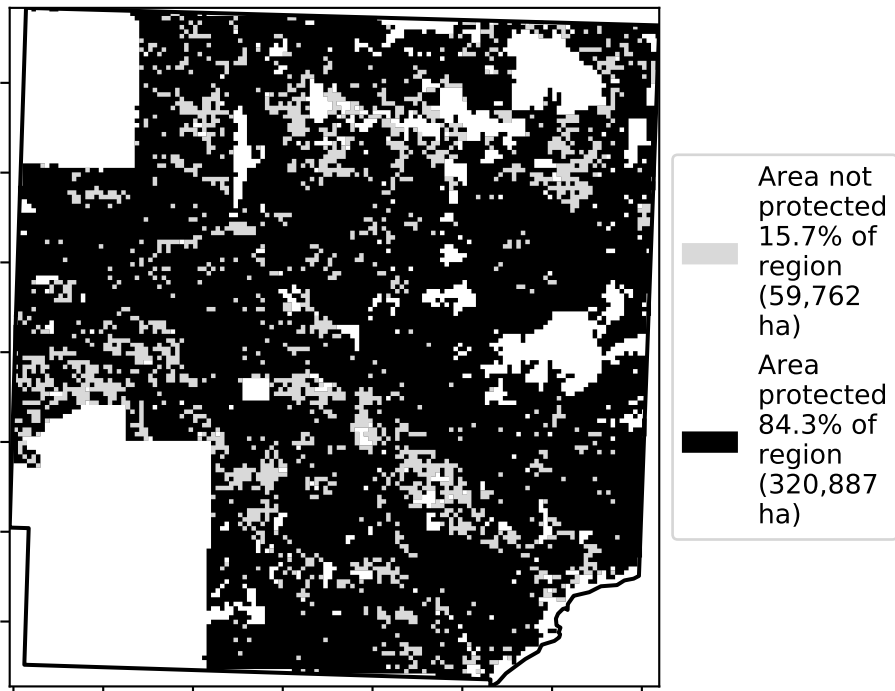 Area not
protected
15.7% of
region
(59,762
ha)
Area
protected
84.3% of
region
(320,887
ha)